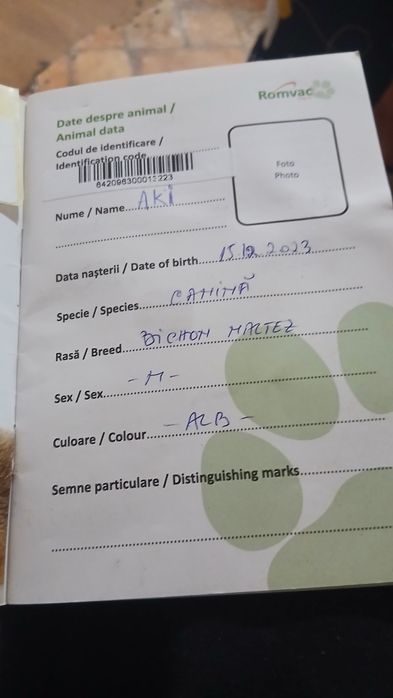 Romvac
Date despre animal /
Animal data
Codul de identificare /
Identification code
Foto
Photo
Nume / Name AKI
Data nașterii / Date of birth 15.12.2023
Specie / Species CANINĂ
Rasă / Breed BICHON MALTEZ
Sex / Sex - M -
Culoare / Colour - ALB -
Semne particulare / Distinguishing marks